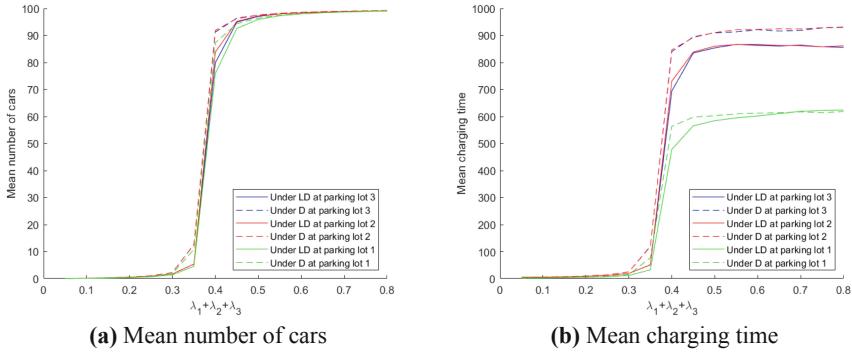 100
90
80
70
60
50
40
30
20
10
0
Mean number of cars
0 0.1 0.2 0.3 0.4 0.5 0.6 0.7 0.8
λ1+λ2+λ3
Under LD at parking lot 3
Under D at parking lot 3
Under LD at parking lot 2
Under D at parking lot 2
Under LD at parking lot 1
Under D at parking lot 1
(a) Mean number of cars
1000
900
800
700
600
500
400
300
200
100
0
Mean charging time
0 0.1 0.2 0.3 0.4 0.5 0.6 0.7 0.8
λ1+λ2+λ3
Under LD at parking lot 3
Under D at parking lot 3
Under LD at parking lot 2
Under D at parking lot 2
Under LD at parking lot 1
Under D at parking lot 1
(b) Mean charging time